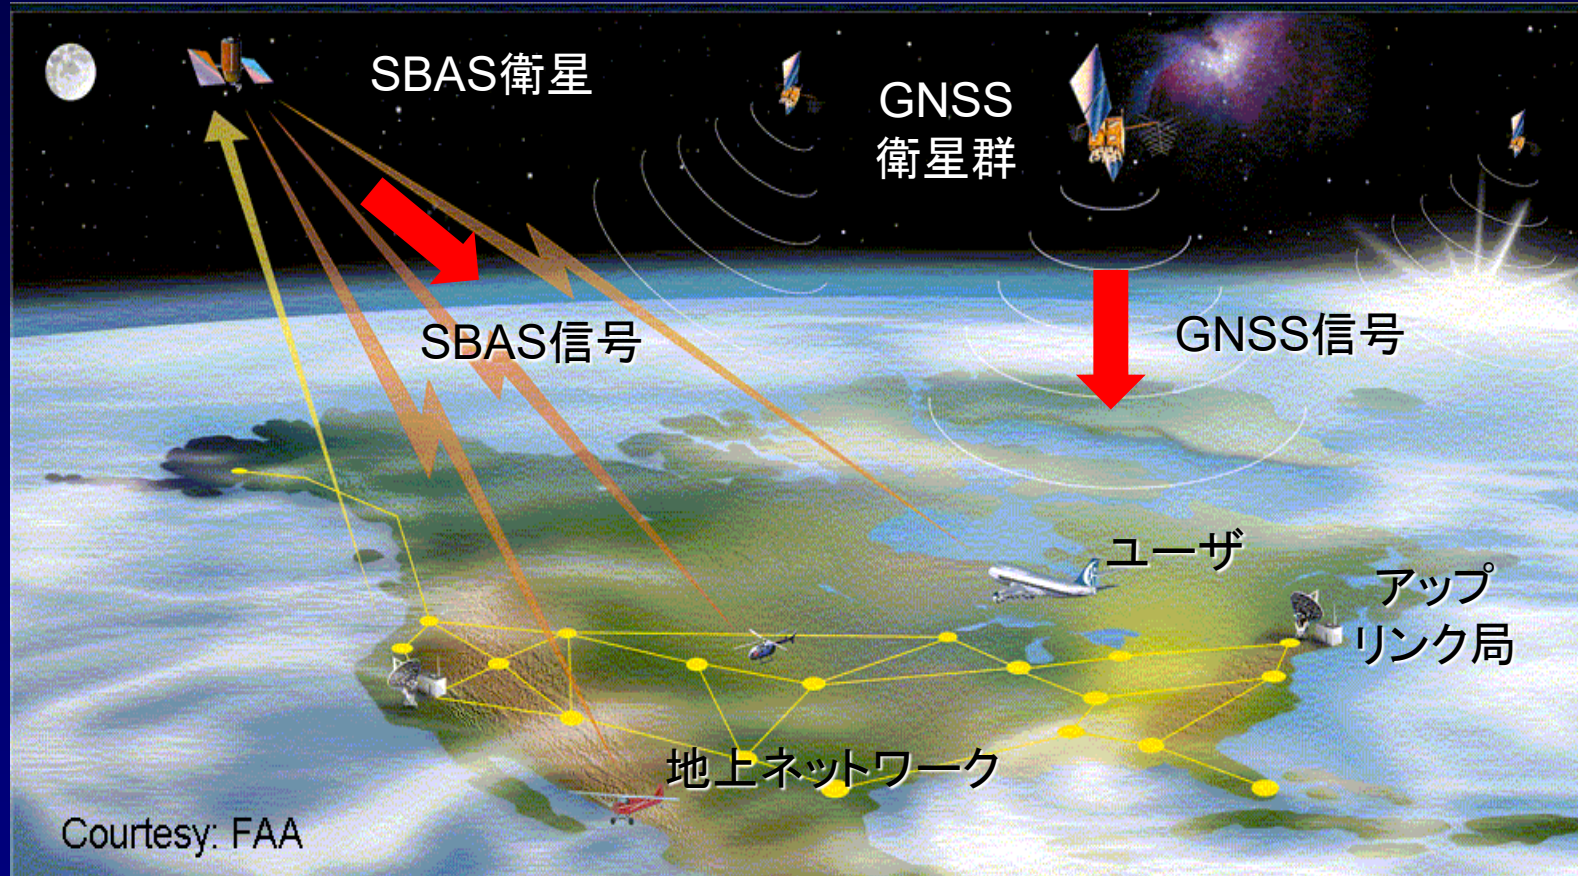 SBAS衛星
GNSS
衛星群
SBAS信号
GNSS信号
ユーザ
アップ
リンク局
地上ネットワーク
Courtesy: FAA